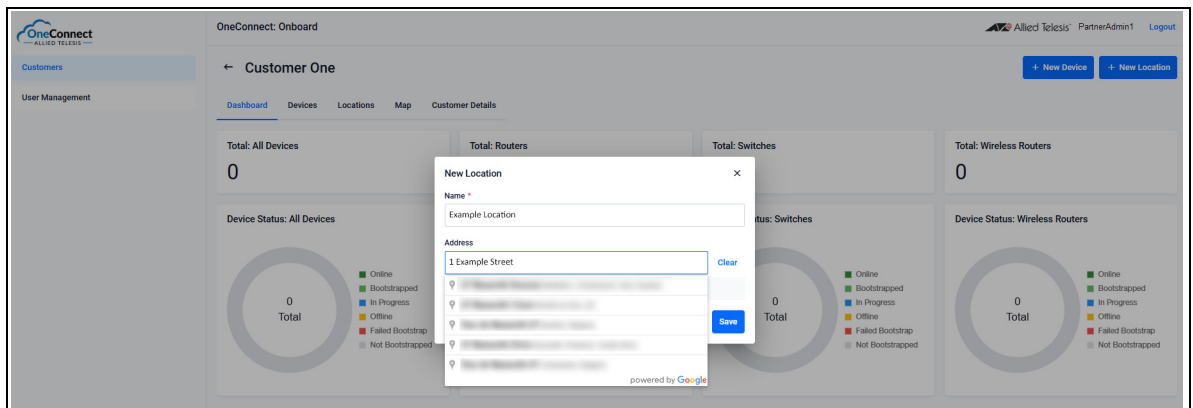 OneConnect
ALLIED TELESIS
OneConnect: Onboard
Allied Telesis PartnerAdmin1 Logout
Customers
User Management
← Customer One
+ New Device + New Location
Dashboard Devices Locations Map Customer Details
Total: All Devices
0
Total: Routers
Total: Switches
Total: Wireless Routers
0
New Location ×
Name *
Example Location
Address
1 Example Street
Clear
Save
powered by Google
Device Status: All Devices
0
Total
Online
Bootstrapped
In Progress
Offline
Failed Bootstrap
Not Bootstrapped
tus: Switches
0
Total
Online
Bootstrapped
In Progress
Offline
Failed Bootstrap
Not Bootstrapped
Device Status: Wireless Routers
0
Total
Online
Bootstrapped
In Progress
Offline
Failed Bootstrap
Not Bootstrapped